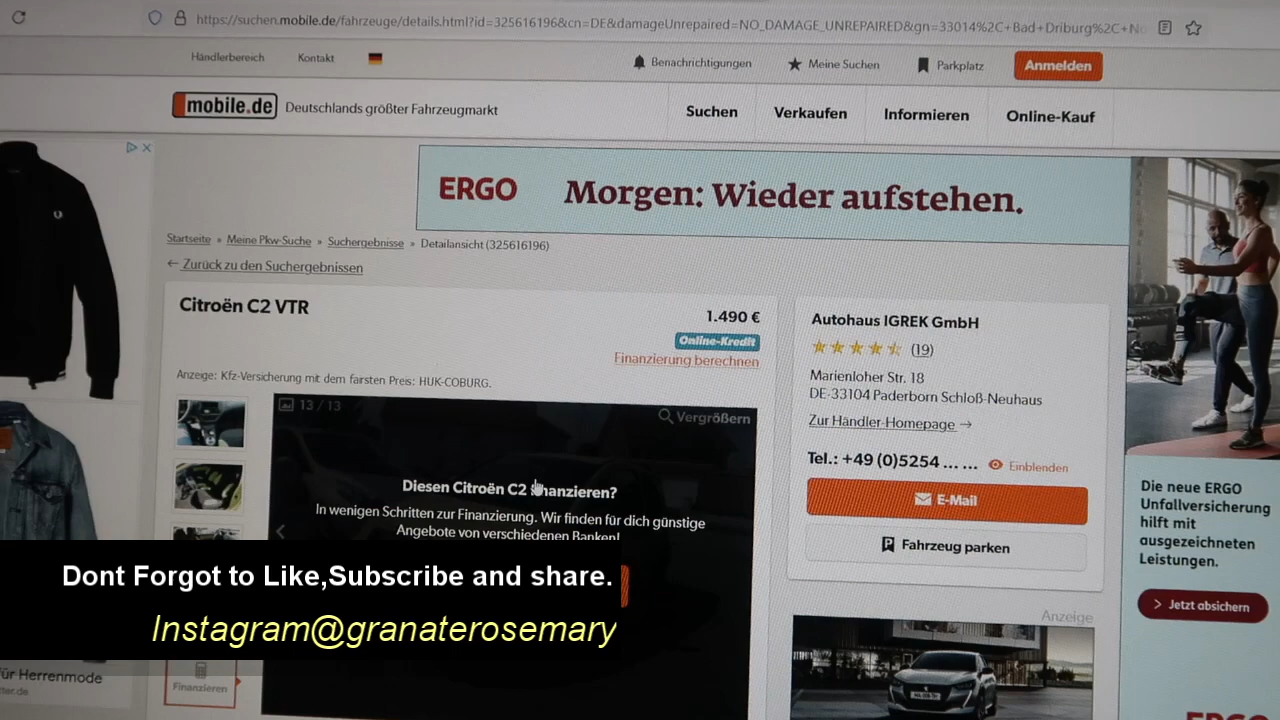 https://suchen.mobile.de/fahrzeuge/details.html?id=325616196&cn=DE&damageUnrepaired=NO_DAMAGE_UNREPAIRED&gn=33014%2C+Bad+Driburg%2C+No
Händlerbereich
Kontakt
Benachrichtigungen
Meine Suchen
Parkplatz
Anmelden
mobile.de
Deutschlands größter Fahrzeugmarkt
Suchen
Verkaufen
Informieren
Online-Kauf
ERGO
Morgen: Wieder aufstehen.
Startseite » Meine Pkw-Suche » Suchergebnisse » Detailansicht (325616196)
← Zurück zu den Suchergebnissen
Citroën C2 VTR
1.490 €
Online-Kredit
Finanzierung berechnen
Anzeige: Kfz-Versicherung mit dem fairsten Preis: HUK-COBURG.
13 / 13
Vergrößern
Diesen Citroën C2 finanzieren?
In wenigen Schritten zur Finanzierung. Wir finden für dich günstige
Angebote von verschiedenen Banken!
Finanzieren
Autohaus IGREK GmbH
(19)
Marienloher Str. 18
DE-33104 Paderborn Schloß-Neuhaus
Zur Händler-Homepage →
Tel.: +49 (0)5254 ... ...
Einblenden
E-Mail
Fahrzeug parken
Anzeige
Die neue ERGO
Unfallversicherung
hilft mit
ausgezeichneten
Leistungen.
> Jetzt absichern
ERGO
Dont Forgot to Like,Subscribe and share.
Instagram@granaterosemary
für Herrenmode